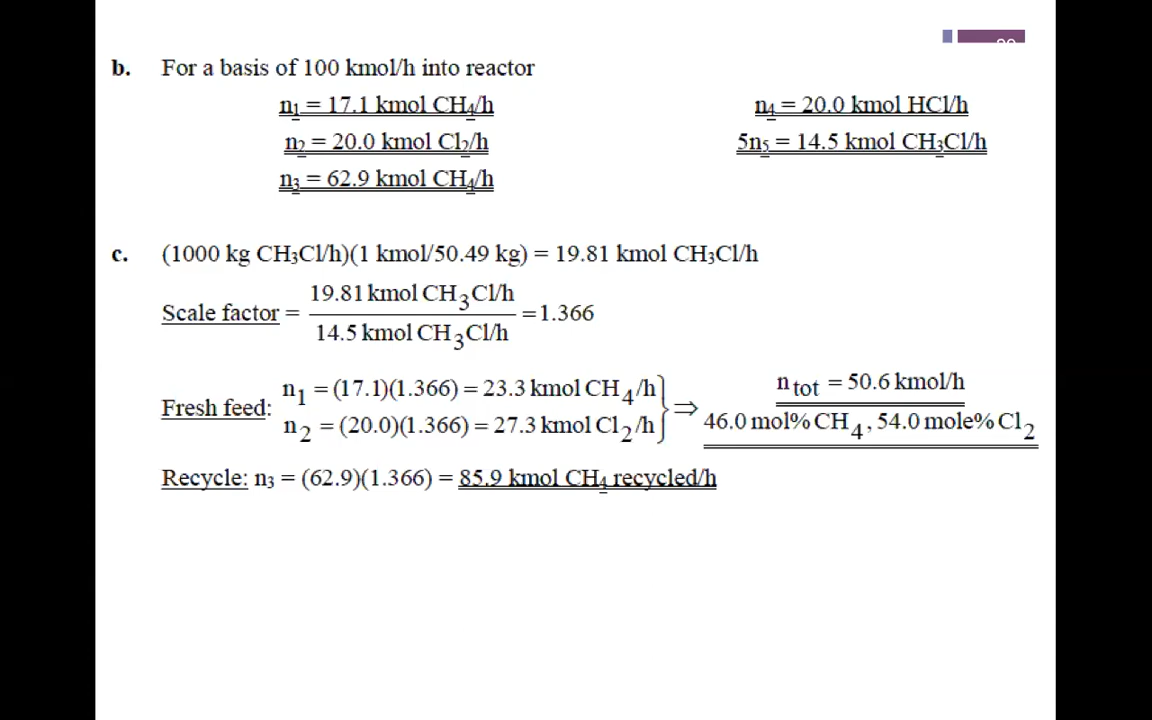 b. For a basis of 100 kmol/h into reactor
n1 = 17.1 kmol CH4/h n4 = 20.0 kmol HCl/h
n2 = 20.0 kmol Cl2/h 5n5 = 14.5 kmol CH3Cl/h
n3 = 62.9 kmol CH4/h
c. (1000 kg CH3Cl/h)(1 kmol/50.49 kg) = 19.81 kmol CH3Cl/h
Scale factor = 19.81 kmol CH3Cl/h / 14.5 kmol CH3Cl/h = 1.366
Fresh feed: n1 = (17.1)(1.366) = 23.3 kmol CH4/h
n2 = (20.0)(1.366) = 27.3 kmol Cl2/h
⇒ ntot = 50.6 kmol/h
46.0 mol% CH4, 54.0 mole% Cl2
Recycle: n3 = (62.9)(1.366) = 85.9 kmol CH4 recycled/h